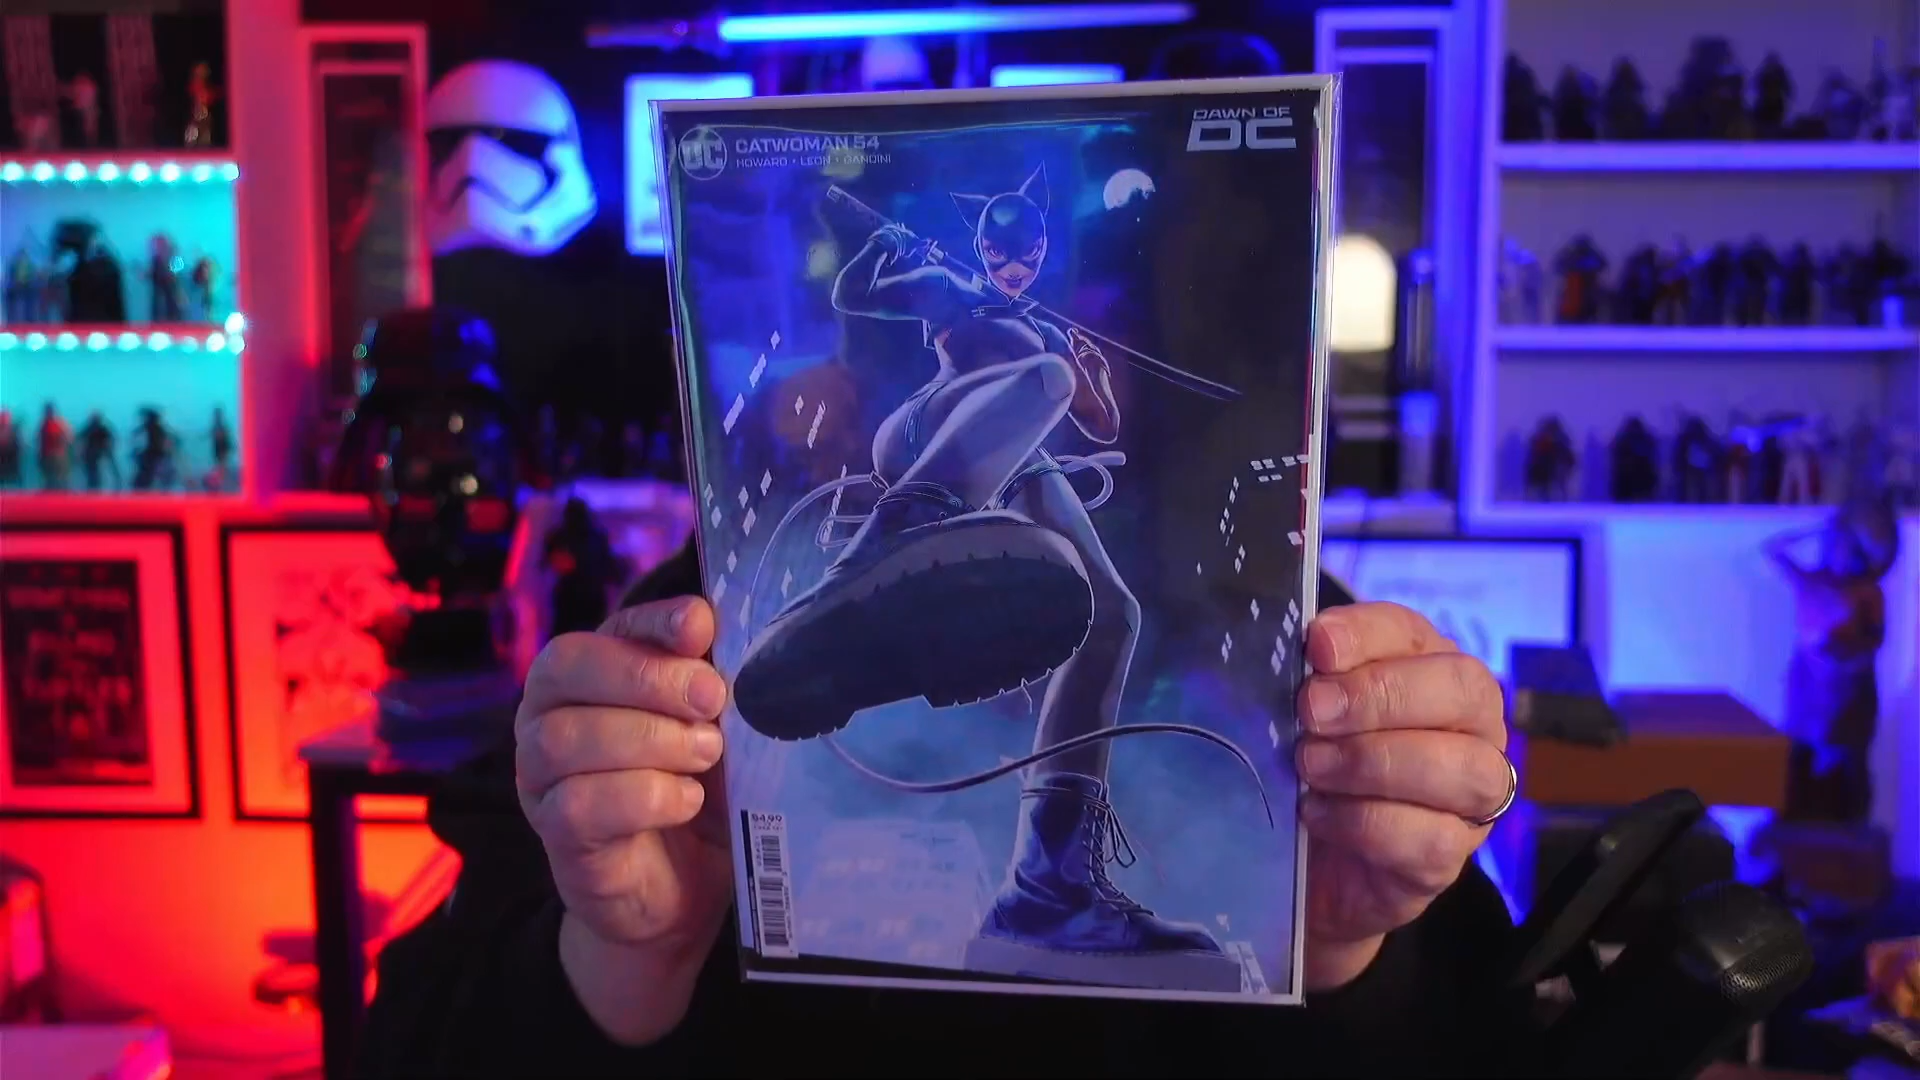 DAWN OF
DC
DC
CATWOMAN 54
HOWARD • LEON • GANDINI
$4.99